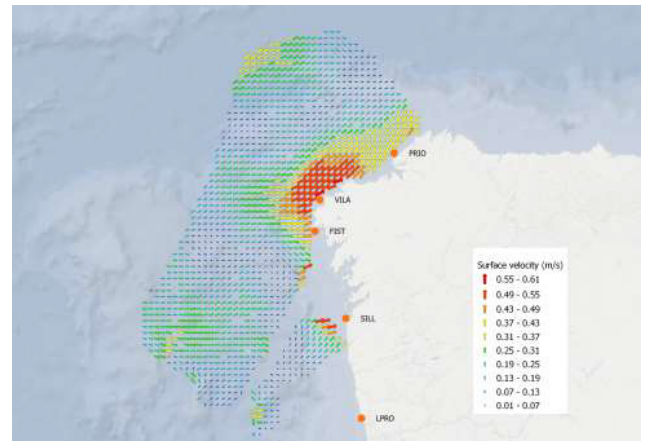 PRIO
VILA
FIST
SILL
LPRO
Surface velocity (m/s)
0.55 - 0.61
0.49 - 0.55
0.43 - 0.49
0.37 - 0.43
0.31 - 0.37
0.25 - 0.31
0.19 - 0.25
0.13 - 0.19
0.07 - 0.13
0.01 - 0.07